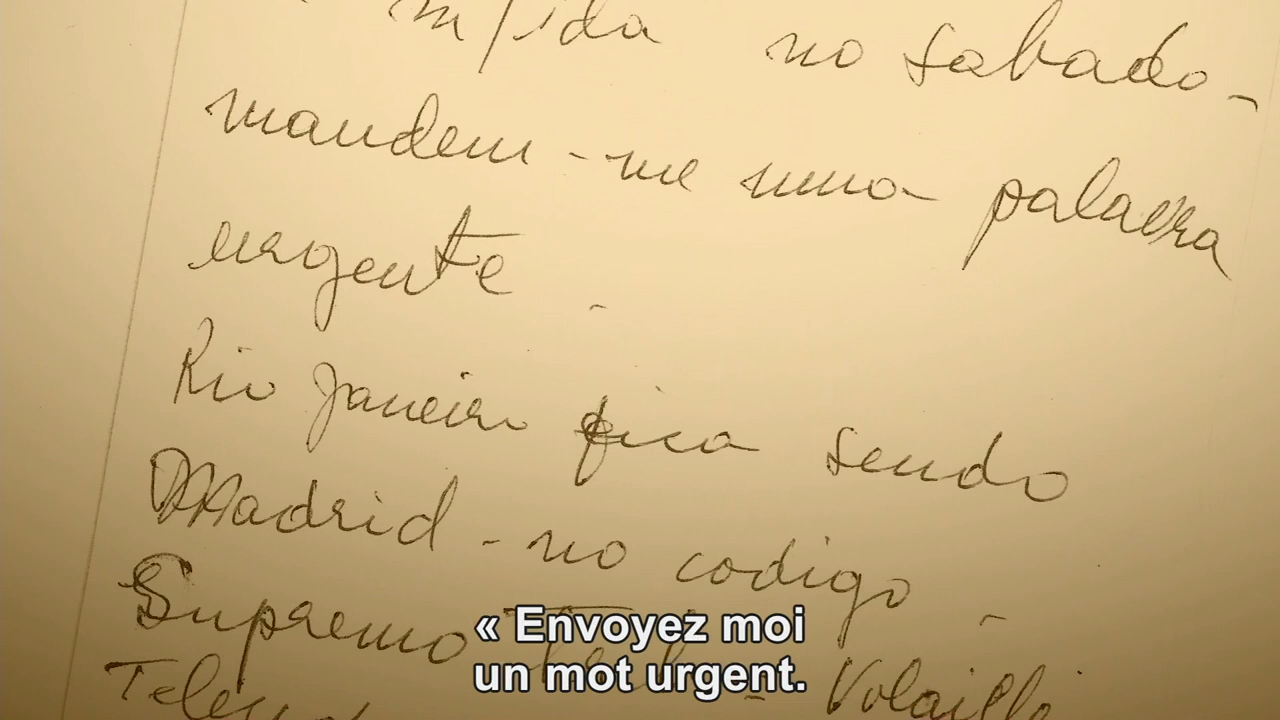 m/ida no sabado -
mandem-me uma palavra
urgente.
Rio Janeiro fica sendo
Madrid - no codigo -
Supremo
« Envoyez moi
un mot urgent.